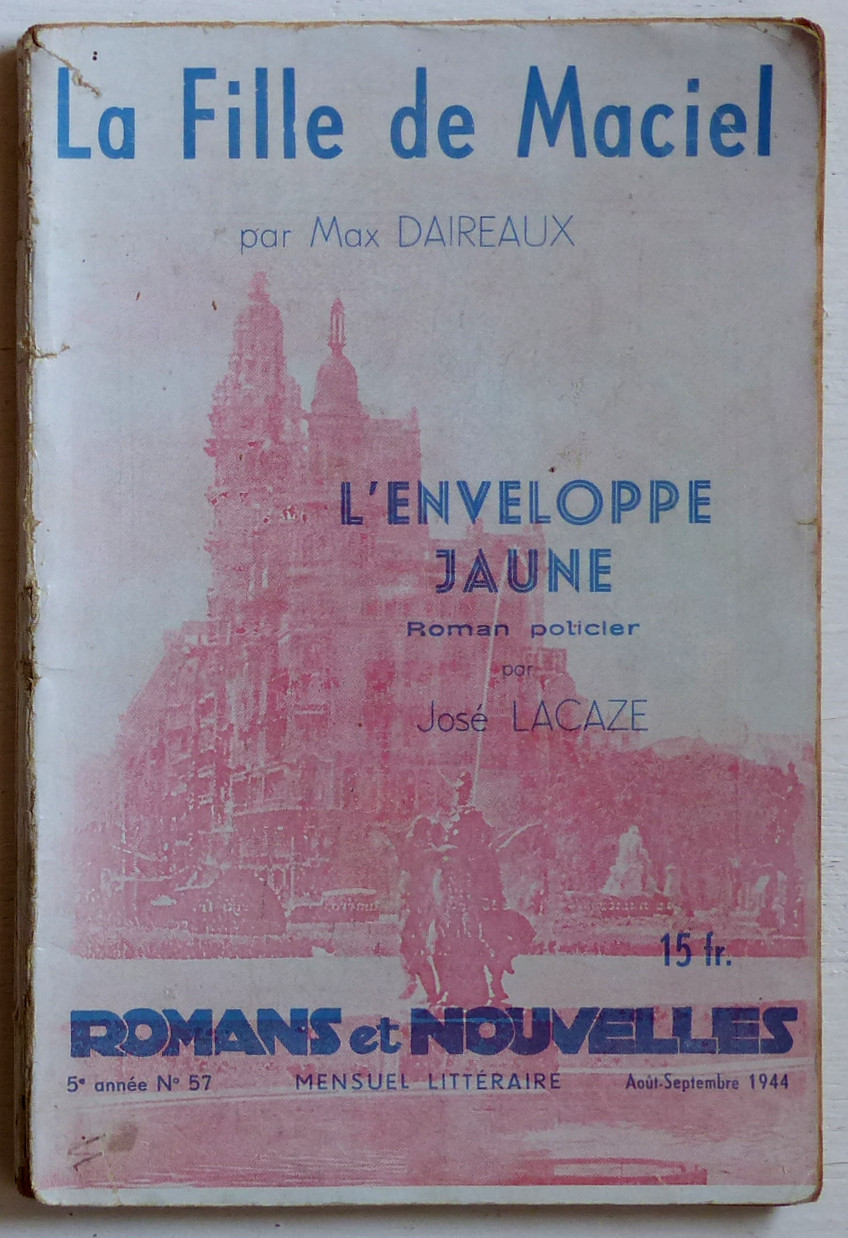 La Fille de Maciel
par Max DAIREAUX
L'ENVELOPPE
JAUNE
Roman policier
par
José LACAZE
15 fr.
ROMANS et NOUVELLES
5e année No 57 MENSUEL LITTÉRAIRE Août-Septembre 1944